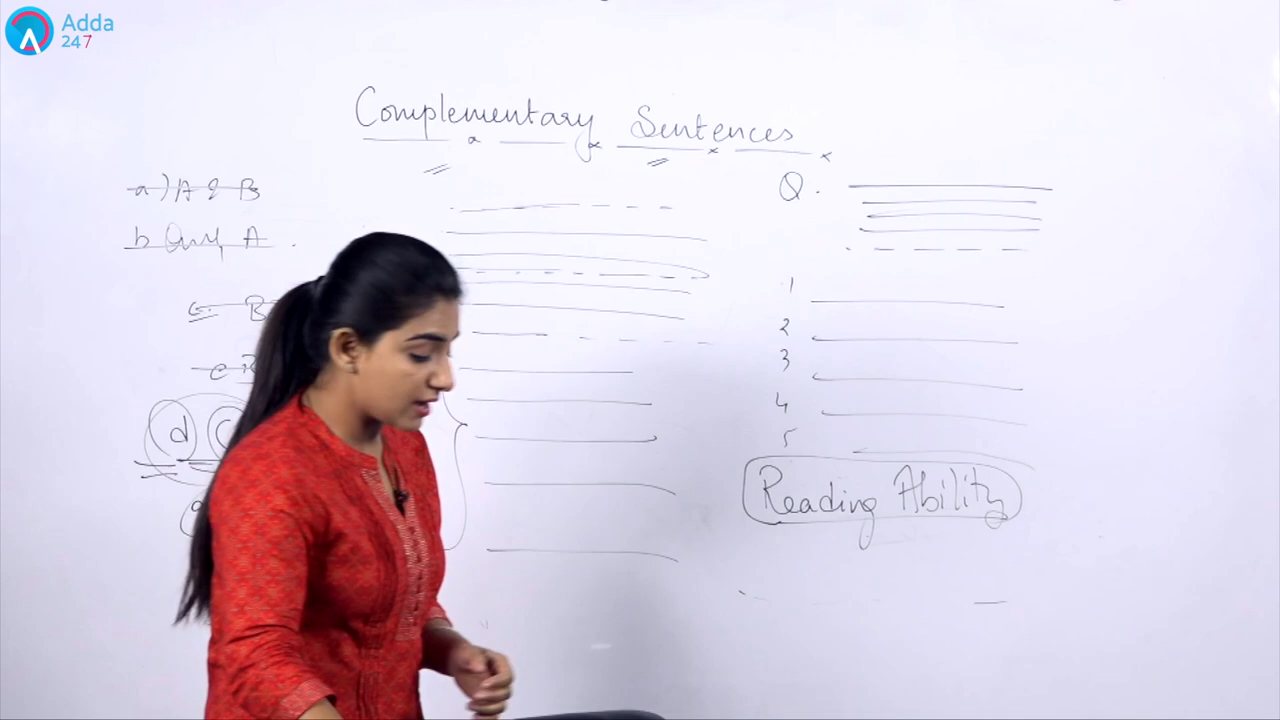 Adda
247
Complementary Sentences
a) A & B
b Only A
Q.
c. B
1
2
3
4
5
d C
Reading Ability